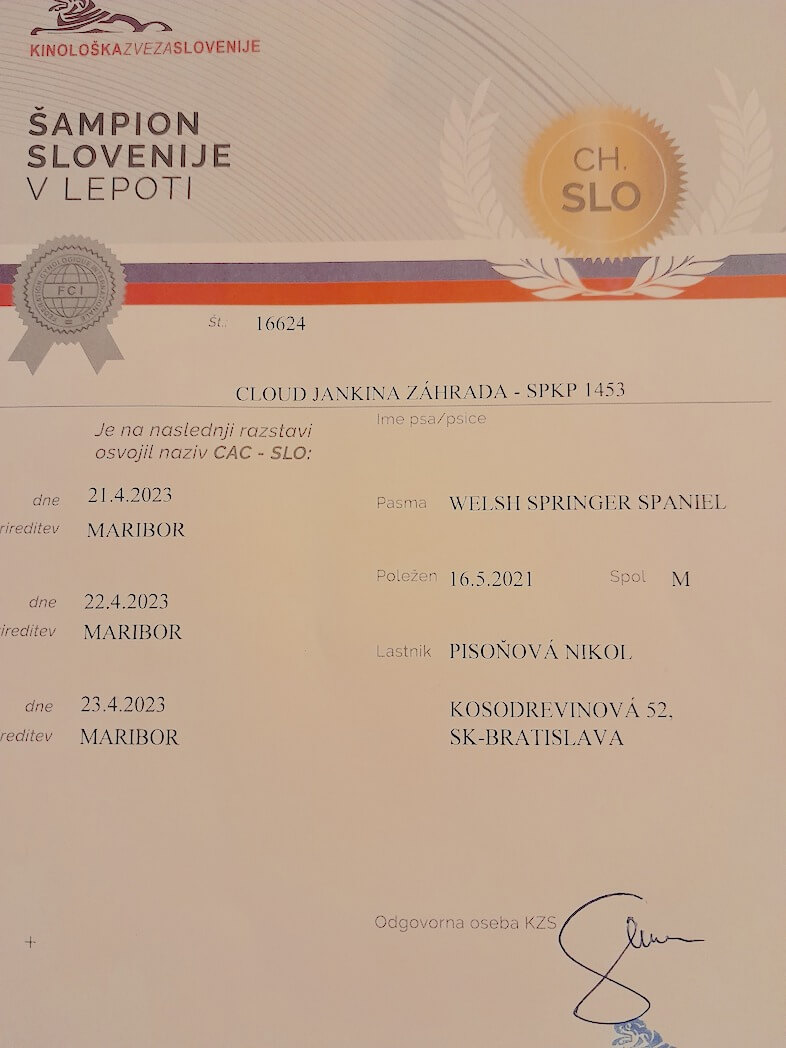 KINOLOŠKAZVEZASLOVENIJE
ŠAMPION
SLOVENIJE
V LEPOTI
CH.
SLO
FCI
Št.: 16624
CLOUD JANKINA ZÁHRADA - SPKP 1453
Ime psa/psice
Je na naslednji razstavi
osvojil naziv CAC - SLO:
dne 21.4.2023
rireditev MARIBOR
dne 22.4.2023
ireditev MARIBOR
dne 23.4.2023
reditev MARIBOR
Pasma WELSH SPRINGER SPANIEL
Poležen 16.5.2021 Spol M
Lastnik PISOŇOVÁ NIKOL
KOSODREVINOVÁ 52,
SK-BRATISLAVA
Odgovorna oseba KZS